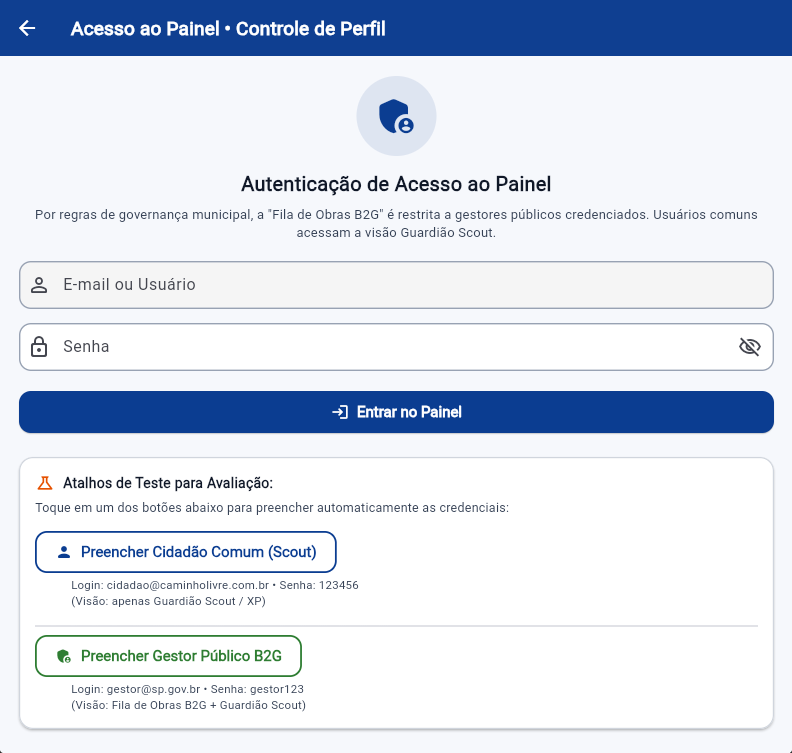 Acesso ao Painel • Controle de Perfil
Autenticação de Acesso ao Painel
Por regras de governança municipal, a "Fila de Obras B2G" é restrita a gestores públicos credenciados. Usuários comuns
acessam a visão Guardião Scout.
E-mail ou Usuário
Senha
Entrar no Painel
Atalhos de Teste para Avaliação:
Toque em um dos botões abaixo para preencher automaticamente as credenciais:
Preencher Cidadão Comum (Scout)
Login: cidadao@caminholivre.com.br • Senha: 123456
(Visão: apenas Guardião Scout / XP)
Preencher Gestor Público B2G
Login: gestor@sp.gov.br • Senha: gestor123
(Visão: Fila de Obras B2G + Guardião Scout)